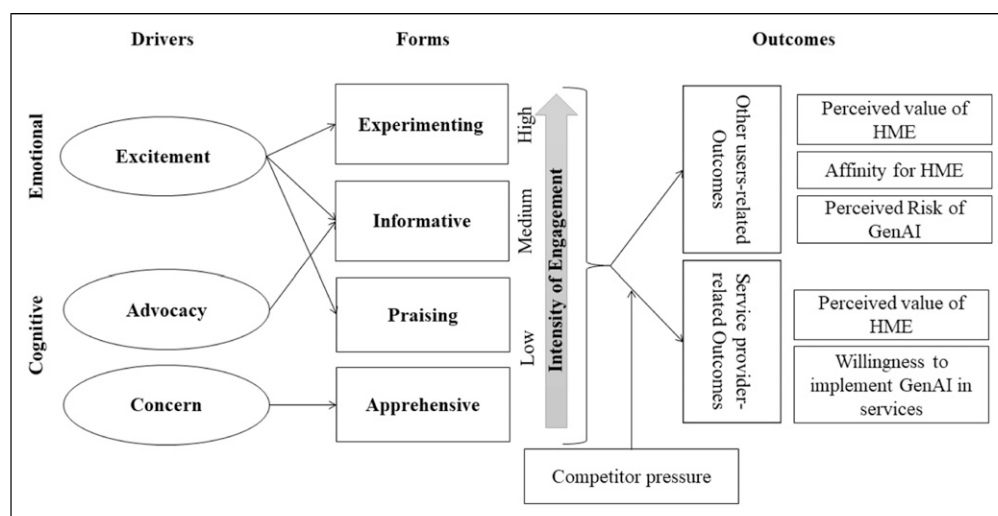 Drivers
Forms
Outcomes
Emotional
Cognitive
Excitement
Advocacy
Concern
Experimenting
Informative
Praising
Apprehensive
High
Medium
Low
Intensity of Engagement
Other users-related
Outcomes
Perceived value of
HME
Affinity for HME
Perceived Risk of
GenAI
Service provider-
related Outcomes
Perceived value of
HME
Willingness to
implement GenAI in
services
Competitor pressure